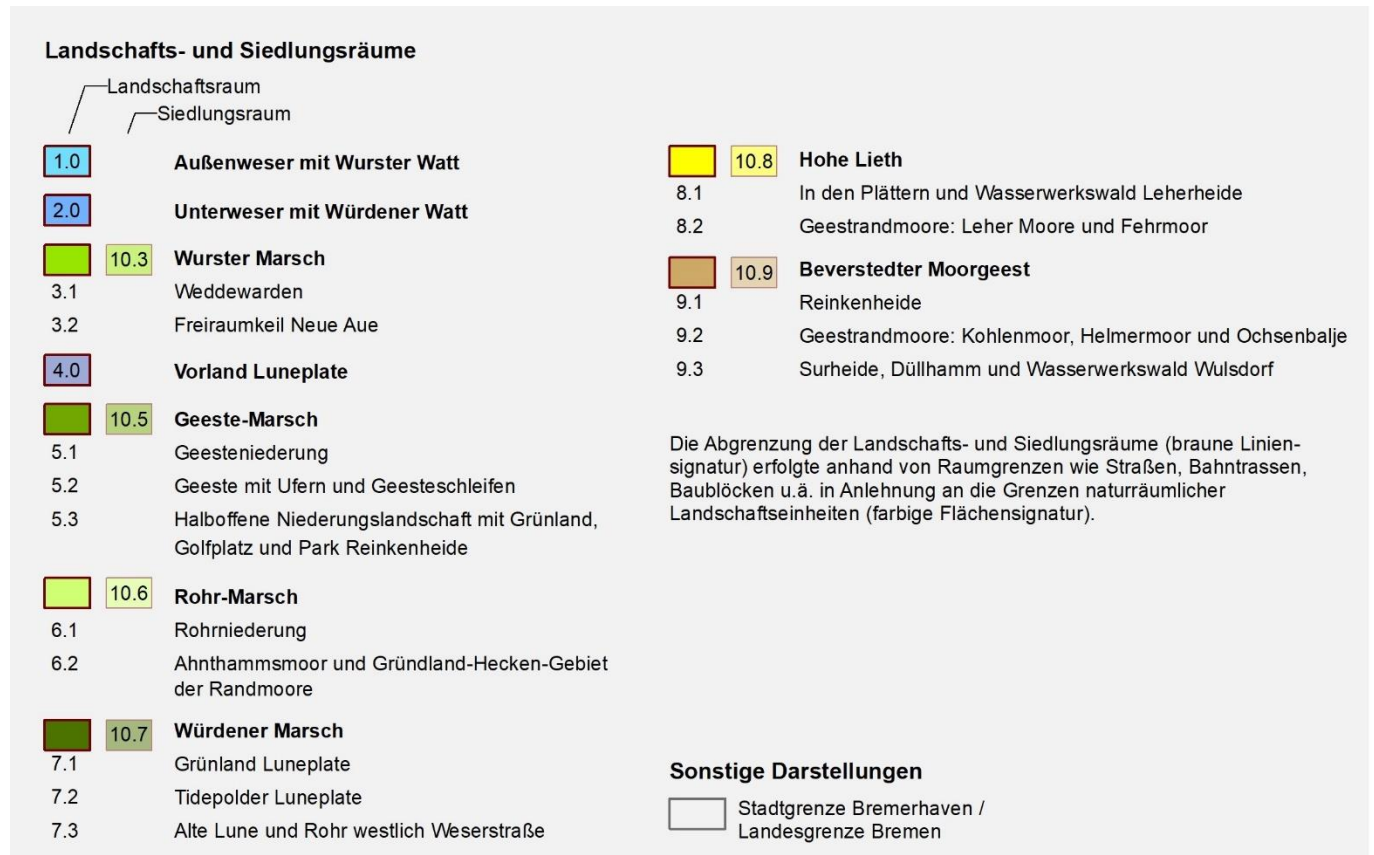 Landschafts- und Siedlungsräume
Landschaftsraum
Siedlungsraum
1.0 Außenweser mit Wurster Watt
2.0 Unterweser mit Würdener Watt
10.3 Wurster Marsch
3.1 Weddewarden
3.2 Freiraumkeil Neue Aue
4.0 Vorland Luneplate
10.5 Geeste-Marsch
5.1 Geesteniederung
5.2 Geeste mit Ufern und Geesteschleifen
5.3 Halboffene Niederungslandschaft mit Grünland,
Golfplatz und Park Reinkenheide
10.6 Rohr-Marsch
6.1 Rohrniederung
6.2 Ahnthammsmoor und Gründland-Hecken-Gebiet
der Randmoore
10.7 Würdener Marsch
7.1 Grünland Luneplate
7.2 Tidepolder Luneplate
7.3 Alte Lune und Rohr westlich Weserstraße
10.8 Hohe Lieth
8.1 In den Plättern und Wasserwerkswald Leherheide
8.2 Geestrandmoore: Leher Moore und Fehrmoor
10.9 Beverstedter Moorgeest
9.1 Reinkenheide
9.2 Geestrandmoore: Kohlenmoor, Helmermoor und Ochsenbalje
9.3 Surheide, Düllhamm und Wasserwerkswald Wulsdorf
Die Abgrenzung der Landschafts- und Siedlungsräume (braune Linien-
signatur) erfolgte anhand von Raumgrenzen wie Straßen, Bahntrassen,
Baublöcken u.ä. in Anlehnung an die Grenzen naturräumlicher
Landschaftseinheiten (farbige Flächensignatur).
Sonstige Darstellungen
Stadtgrenze Bremerhaven /
Landesgrenze Bremen